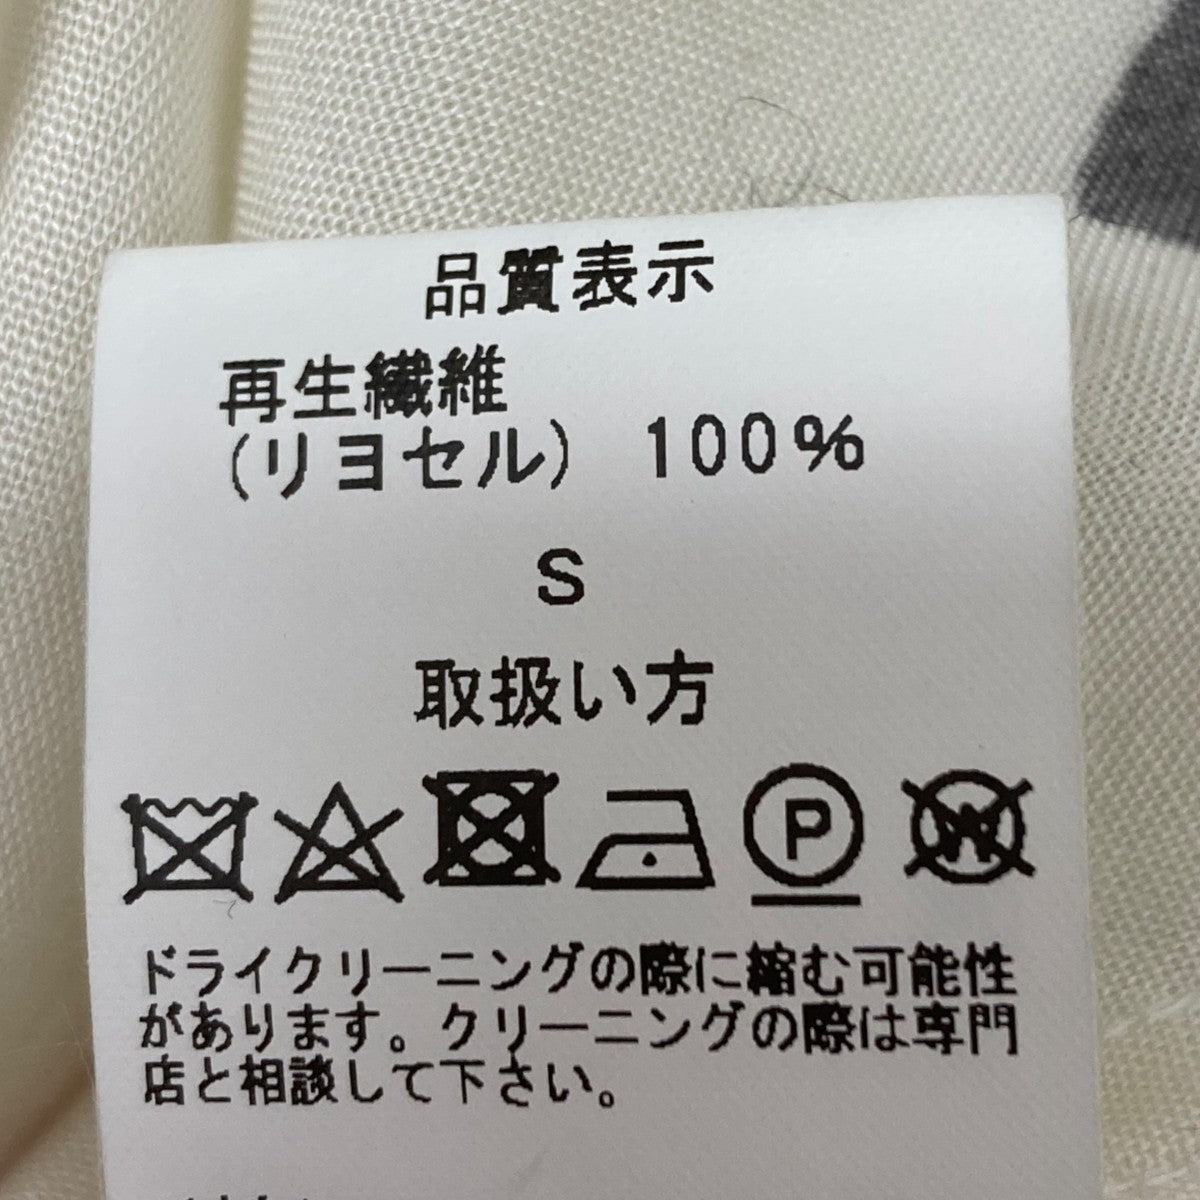 品質表示
再生繊維
(リヨセル) 100%
S
取扱い方
P
W
ドライクリーニングの際に縮む可能性
があります。クリーニングの際は専門
店と相談して下さい。